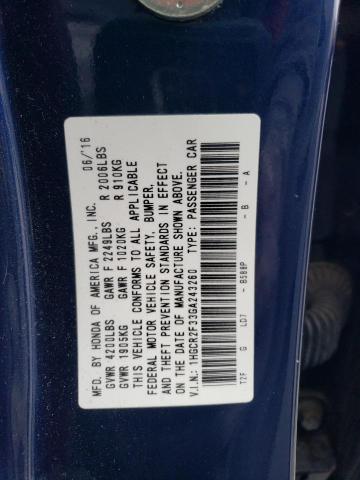 MFD. BY HONDA OF AMERICA MFG., INC. 06/'16
GVWR 4200LBS GAWR F 2249LBS R 2006LBS
GVWR 1905KG GAWR F 1020KG R 910KG
THIS VEHICLE CONFORMS TO ALL APPLICABLE
FEDERAL MOTOR VEHICLE SAFETY, BUMPER,
AND THEFT PREVENTION STANDARDS IN EFFECT
ON THE DATE OF MANUFACTURE SHOWN ABOVE.
V.I.N.: 1HGCR2F33GA243260 TYPE: PASSENGER CAR
T2F G LD7 - B588P - B - A